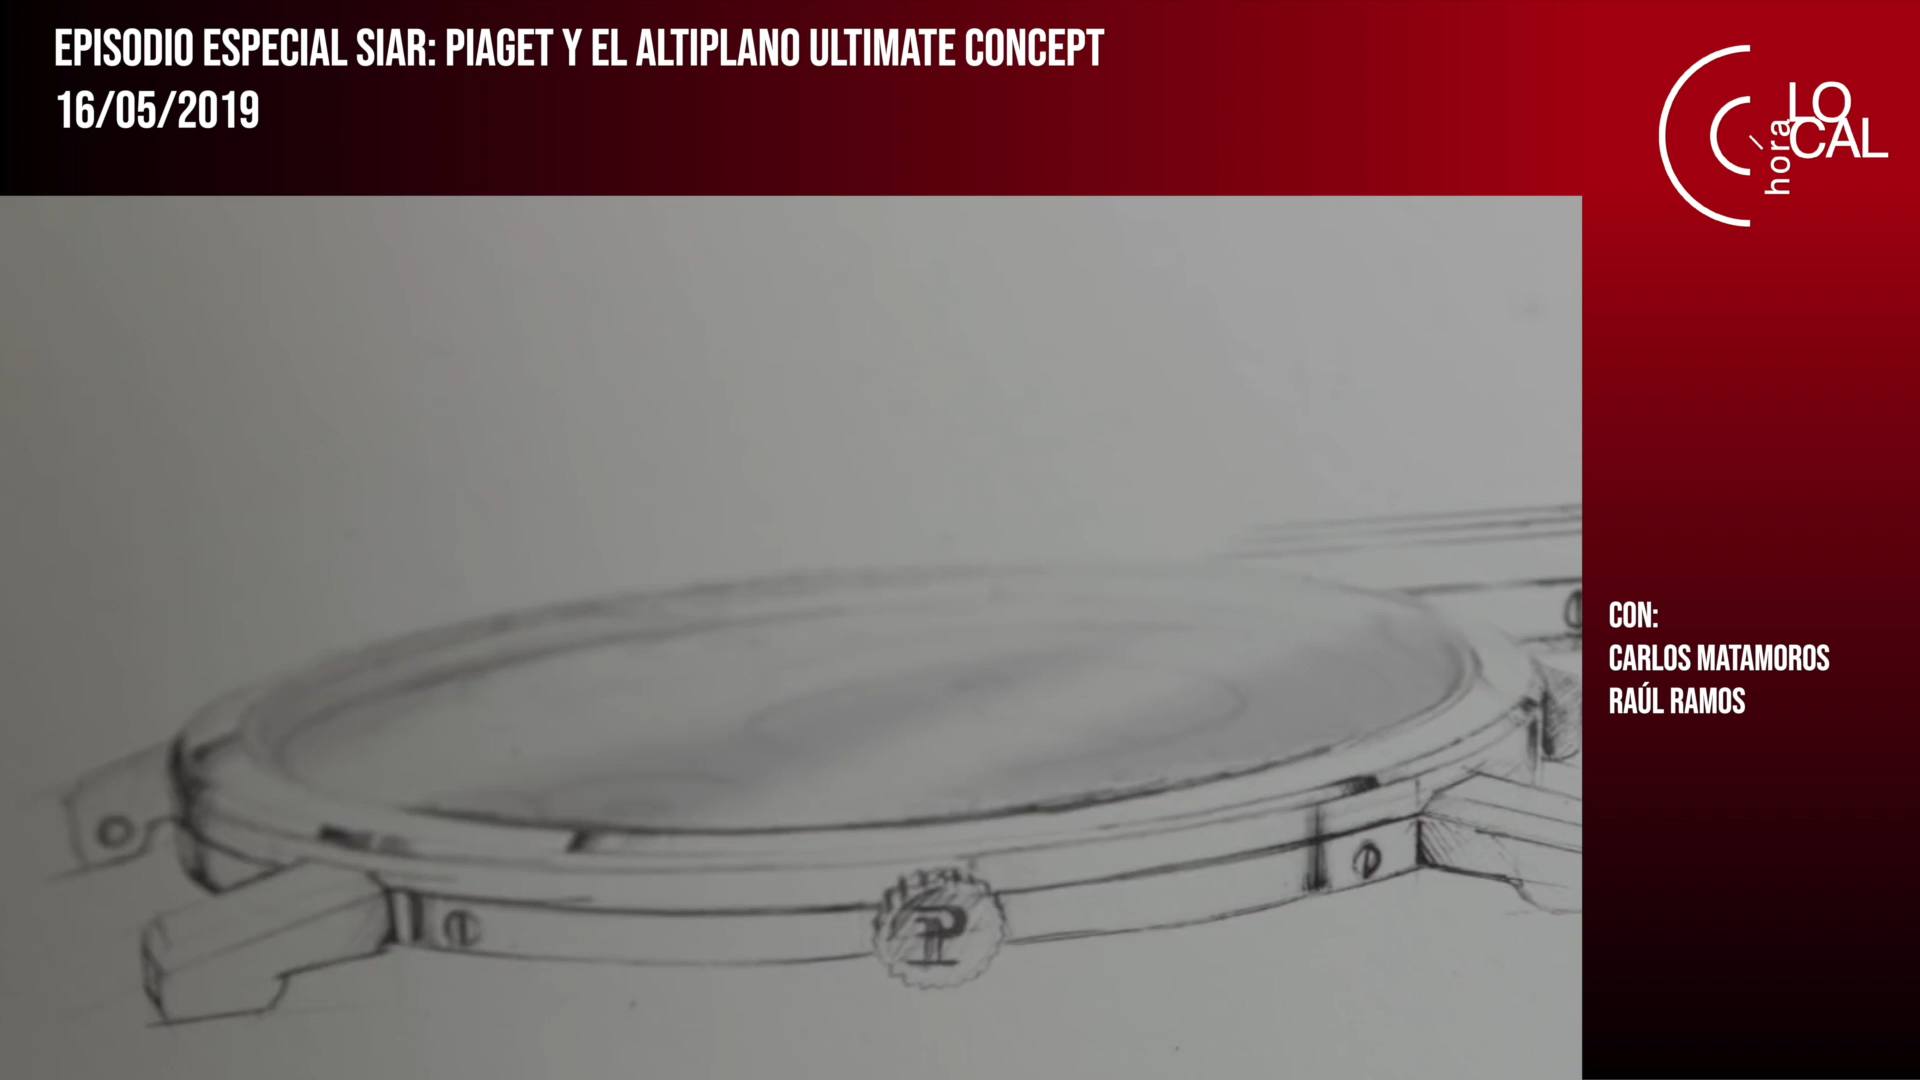 EPISODIO ESPECIAL SIAR: PIAGET Y EL ALTIPLANO ULTIMATE CONCEPT
16/05/2019
hora
LO
CAL
CON:
CARLOS MATAMOROS
RAÚL RAMOS
P